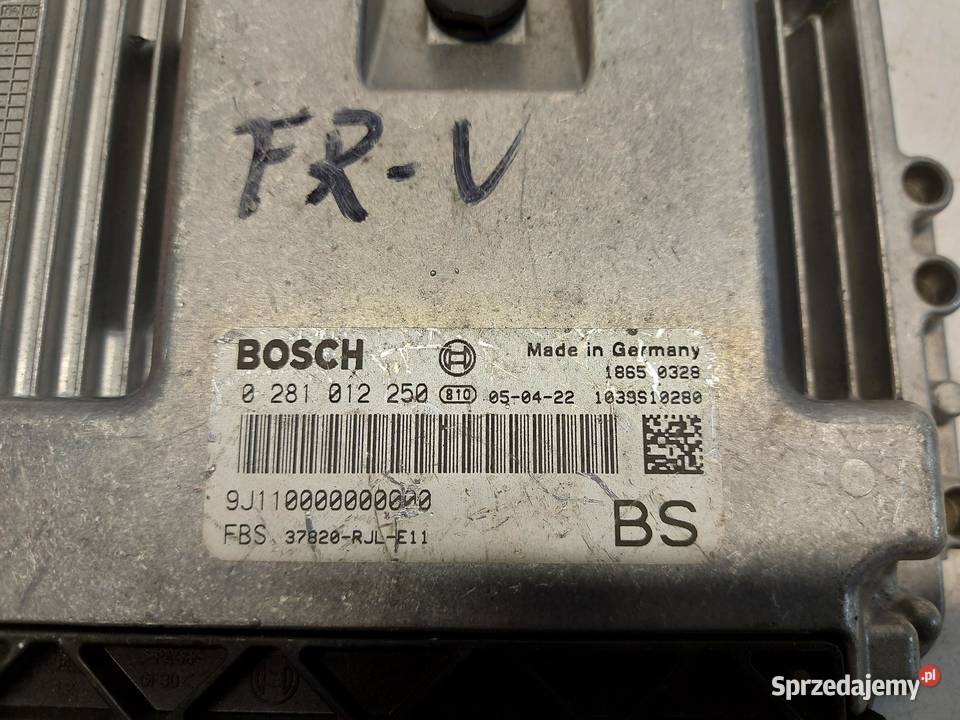 FR-V
BOSCH
Made in Germany
0 281 012 250 810 05-04-22
1865 0328
1039S10280
9J110000000000
FBS 37820-RJL-E11
BS
Sprzedajemy.pl